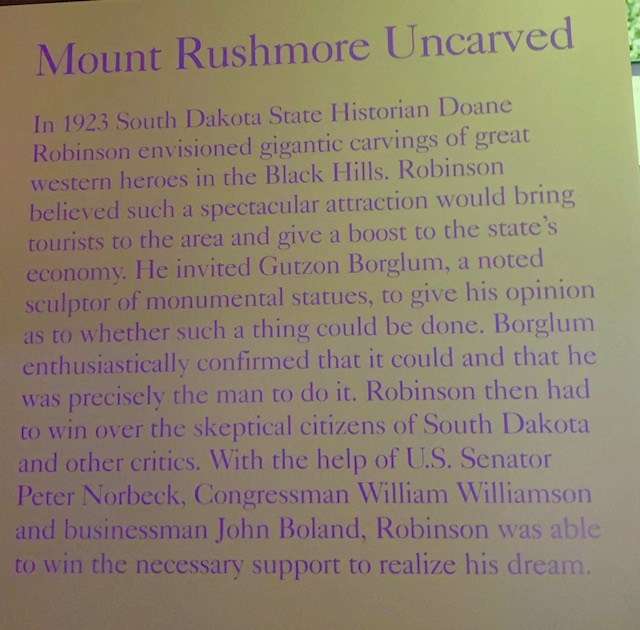 Mount Rushmore Uncarved
In 1923 South Dakota State Historian Doane
Robinson envisioned gigantic carvings of great
western heroes in the Black Hills. Robinson
believed such a spectacular attraction would bring
tourists to the area and give a boost to the state's
economy. He invited Gutzon Borglum, a noted
sculptor of monumental statues, to give his opinion
as to whether such a thing could be done. Borglum
enthusiastically confirmed that it could and that he
was precisely the man to do it. Robinson then had
to win over the skeptical citizens of South Dakota
and other critics. With the help of U.S. Senator
Peter Norbeck, Congressman William Williamson
and businessman John Boland, Robinson was able
to win the necessary support to realize his dream.